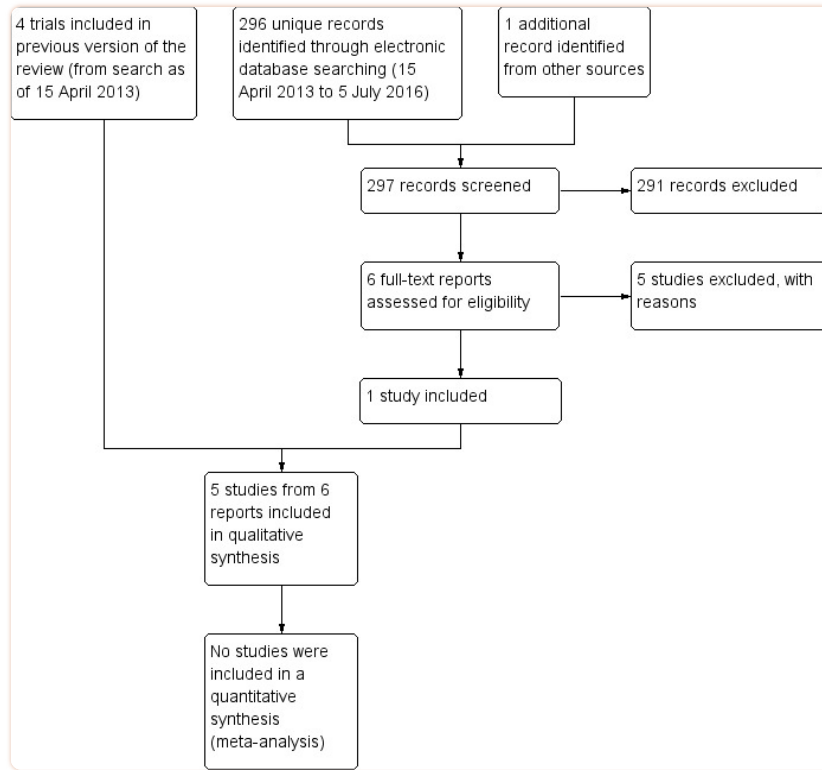 4 trials included in
previous version of the
review (from search as
of 15 April 2013)
296 unique records
identified through electronic
database searching (15
April 2013 to 5 July 2016)
1 additional
record identified
from other sources
297 records screened
291 records excluded
6 full-text reports
assessed for eligibility
5 studies excluded, with
reasons
1 study included
5 studies from 6
reports included
in qualitative
synthesis
No studies were
included in a
quantitative
synthesis
(meta-analysis)